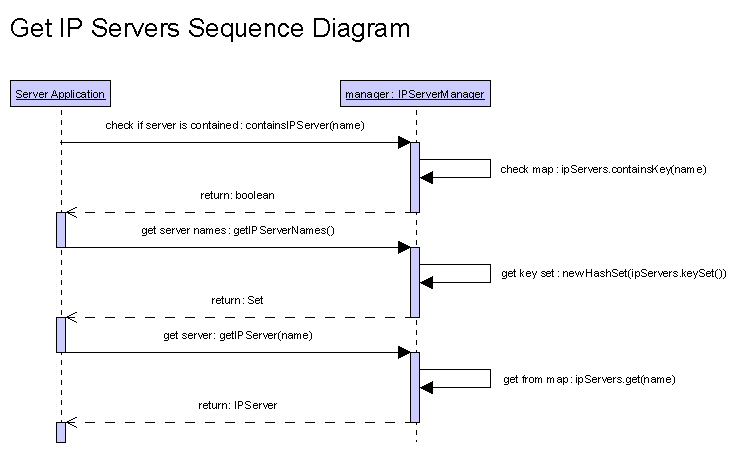 Get IP Servers Sequence Diagram
Server Application
manager: IPServerManager
check if server is contained: containsIPServer(name)
check map: ipServers.containsKey(name)
return: boolean
get server names: getIPServerNames()
get key set: newHashSet(ipServers.keySet())
return: Set
get server: getIPServer(name)
get from map: ipServers.get(name)
return: IPServer